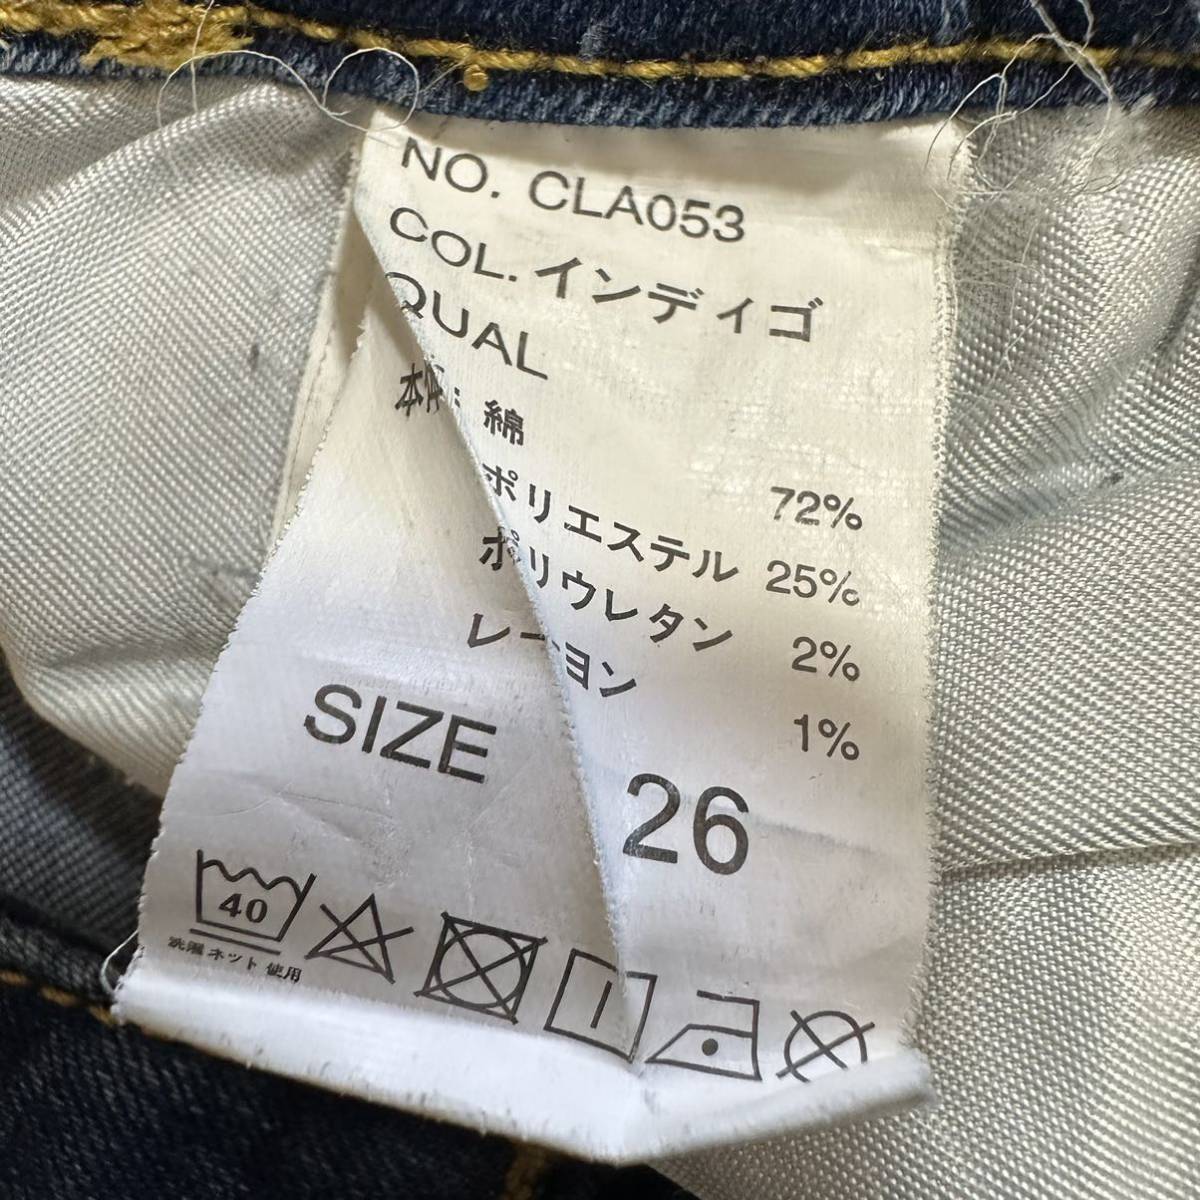 NO. CLA053
COL. インディゴ
QUAL
本体: 綿 72%
ポリエステル 25%
ポリウレタン 2%
レーヨン 1%
SIZE 26
40
洗濯ネット使用